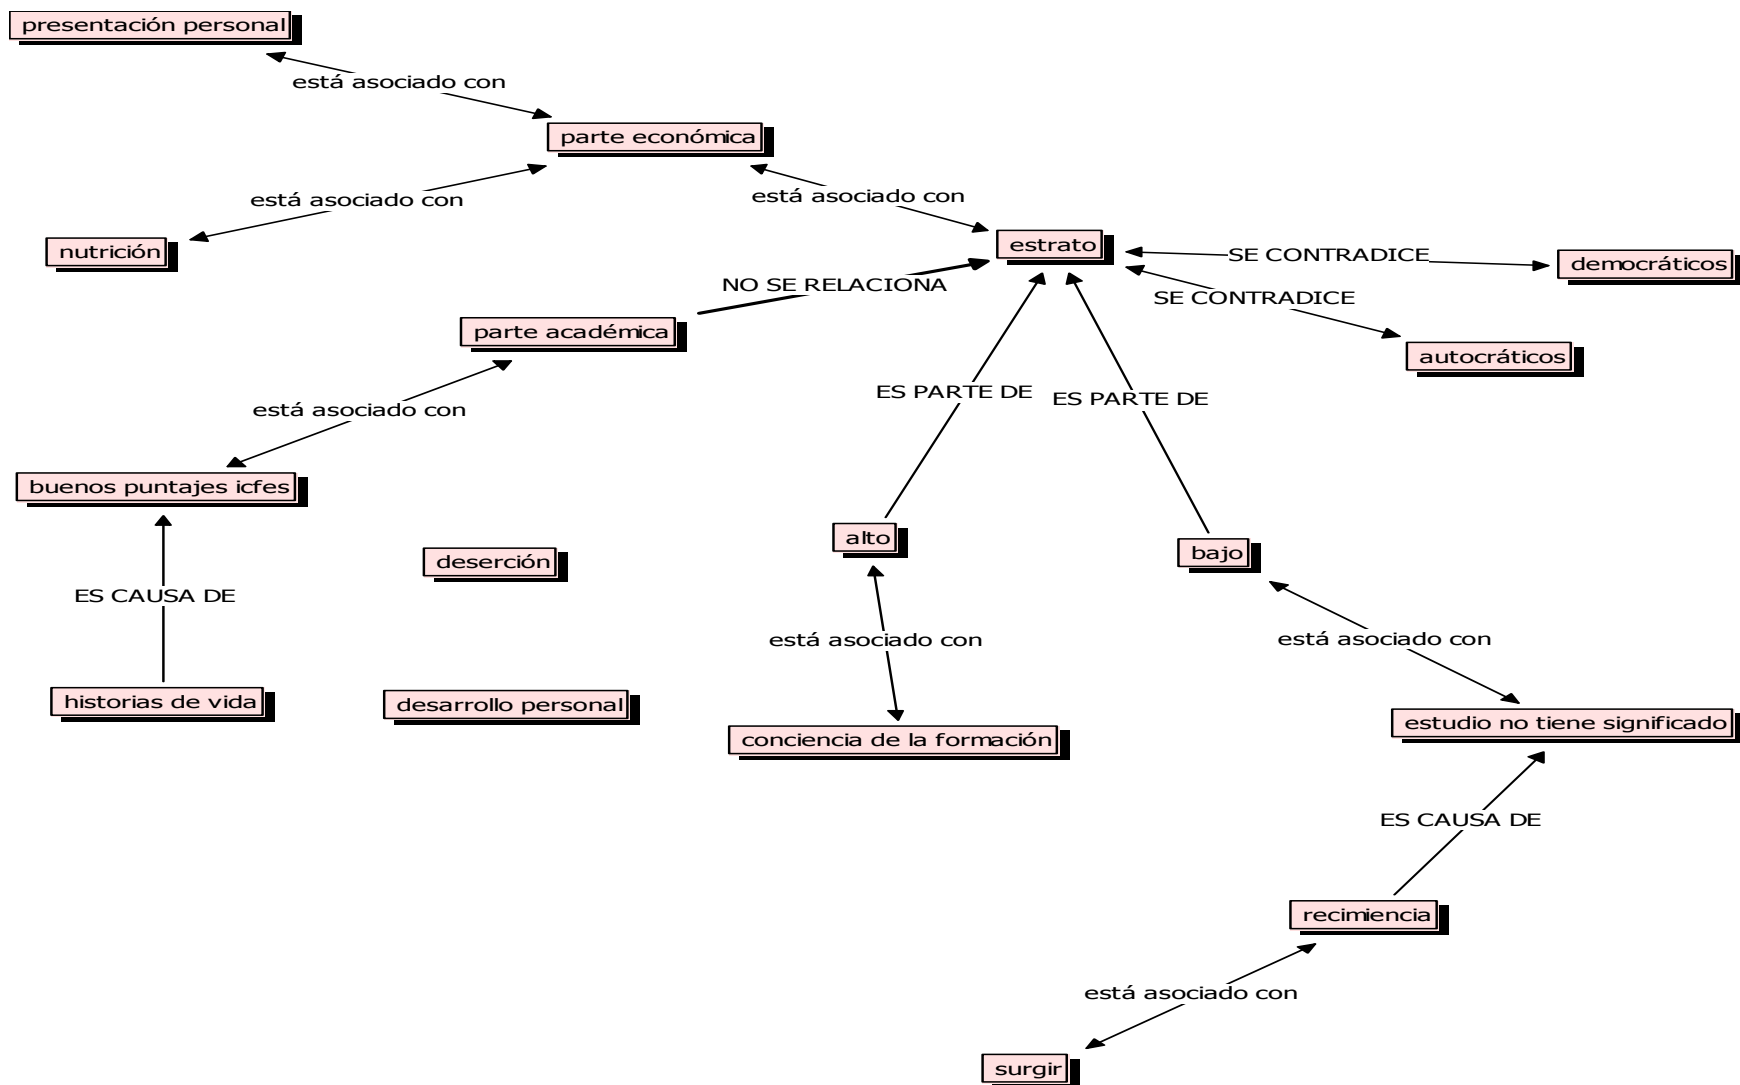 presentación personal
está asociado con
parte económica
está asociado con
está asociado con
nutrición
estrato
SE CONTRADICE
democráticos
NO SE RELACIONA
SE CONTRADICE
parte académica
autocráticos
ES PARTE DE
ES PARTE DE
está asociado con
buenos puntajes icfes
alto
bajo
deserción
ES CAUSA DE
está asociado con
está asociado con
historias de vida
desarrollo personal
conciencia de la formación
estudio no tiene significado
ES CAUSA DE
recimiencia
está asociado con
surgir